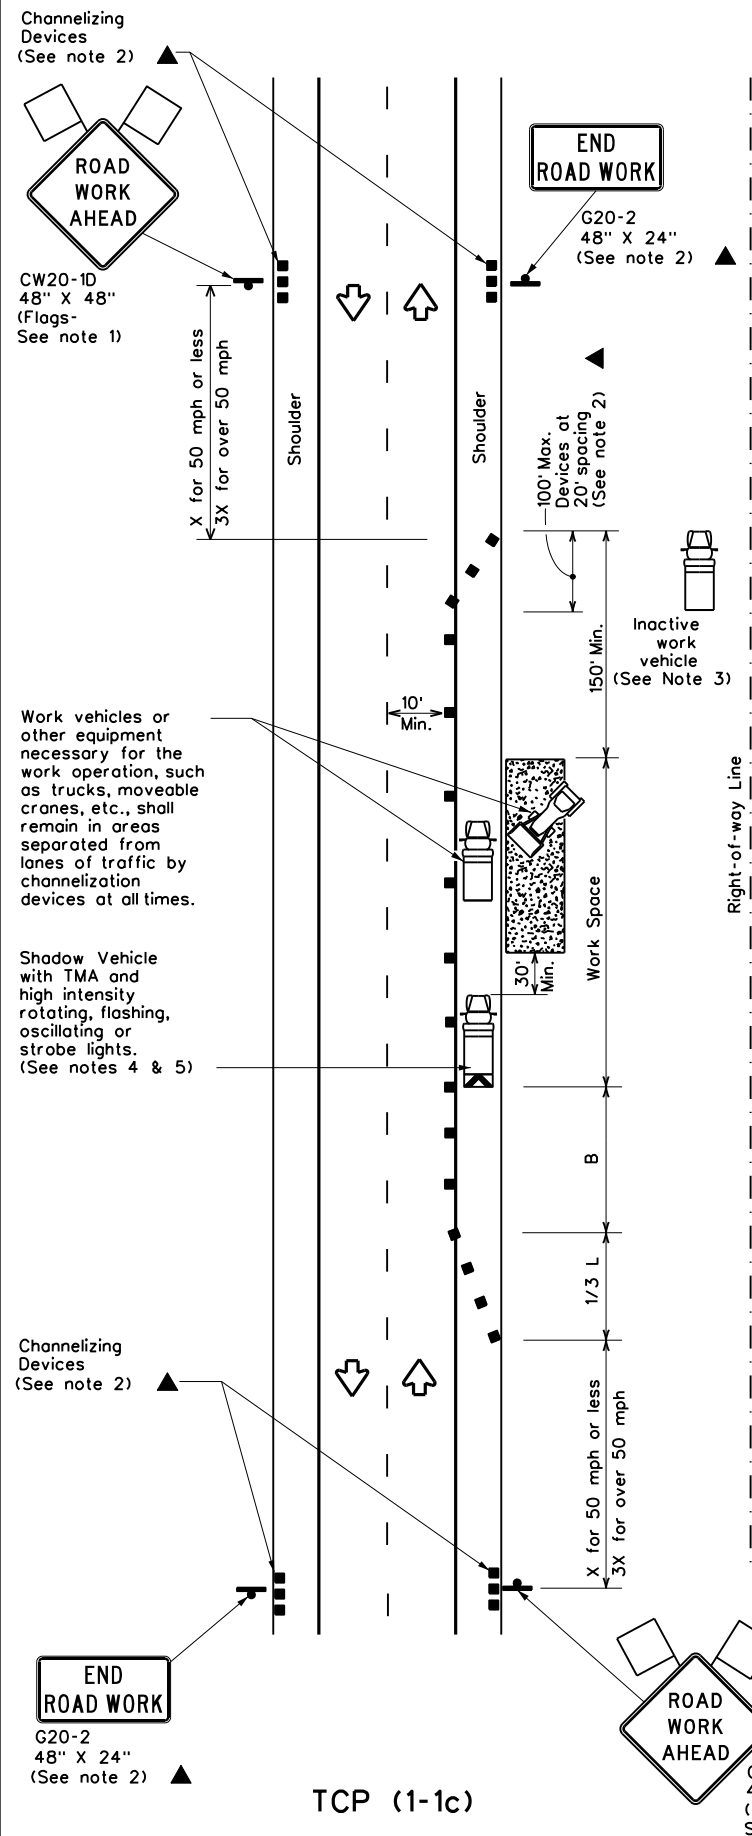 Channelizing
Devices
(See note 2)
ROAD
WORK
AHEAD
CW20-1D
48" X 48"
(Flags-
See note 1)
END
ROAD WORK
G20-2
48" X 24"
(See note 2)
X for 50 mph or less
3X for over 50 mph
Shoulder
Shoulder
100' Max.
Devices at
20' spacing
(See note 2)
150' Min.
Inactive
work
vehicle
(See Note 3)
10'
Min.
Work vehicles or
other equipment
necessary for the
work operation, such
as trucks, moveable
cranes, etc., shall
remain in areas
separated from
lanes of traffic by
channelization
devices at all times.
Right-of-way Line
Work Space
30'
Min.
Shadow Vehicle
with TMA and
high intensity
rotating, flashing,
oscillating or
strobe lights.
(See notes 4 & 5)
B
1/3 L
Channelizing
Devices
(See note 2)
X for 50 mph or less
3X for over 50 mph
END
ROAD WORK
G20-2
48" X 24"
(See note 2)
ROAD
WORK
AHEAD
TCP (1-1c)